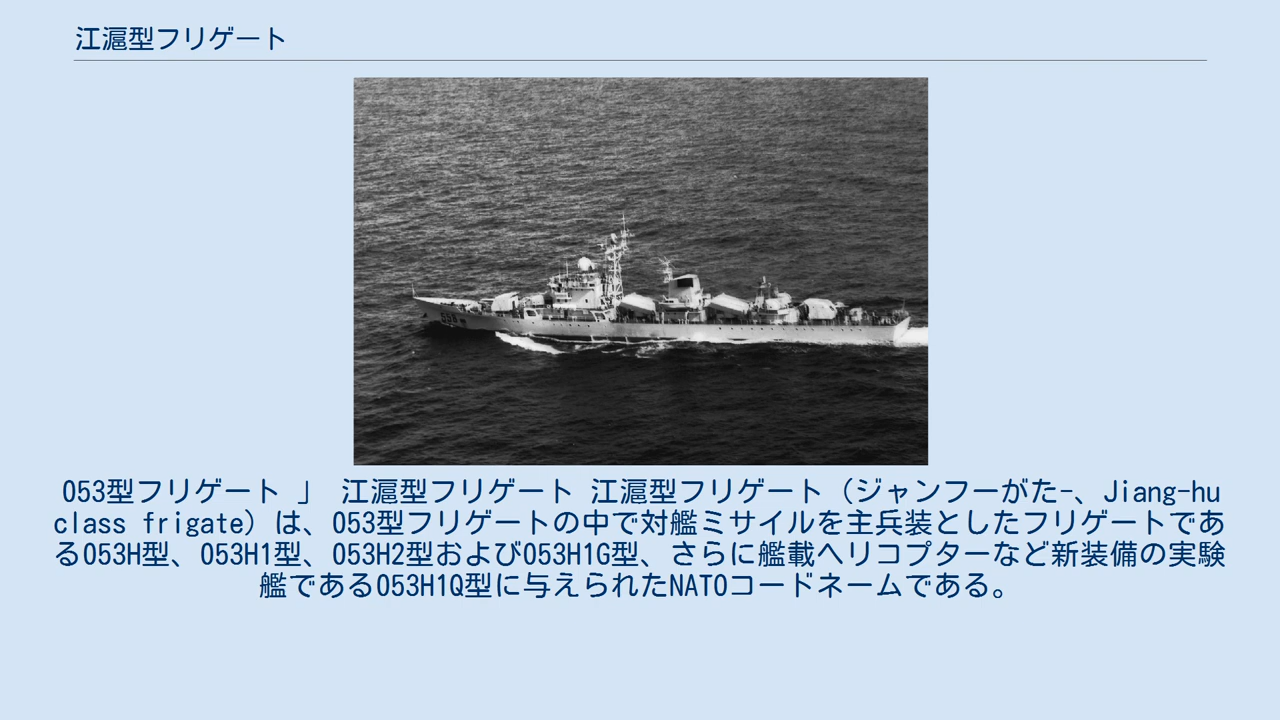 江滬型フリゲート
053型フリゲート 」 江滬型フリゲート 江滬型フリゲート（ジャンフーがた-、Jiang-hu
class frigate）は、053型フリゲートの中で対艦ミサイルを主兵装としたフリゲートであ
る053H型、053H1型、053H2型および053H1G型、さらに艦載ヘリコプターなど新装備の実験
艦である053H1Q型に与えられたNATOコードネームである。